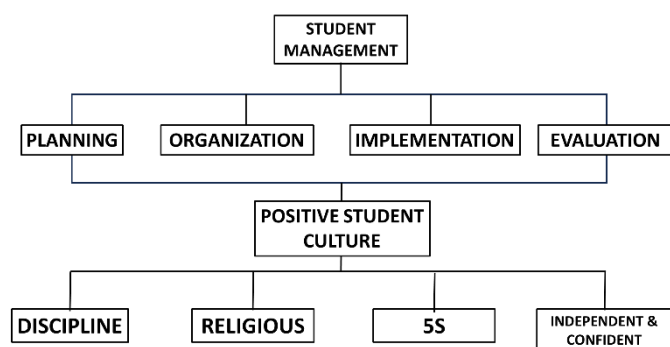 STUDENT
MANAGEMENT
PLANNING
ORGANIZATION
IMPLEMENTATION
EVALUATION
POSITIVE STUDENT
CULTURE
DISCIPLINE
RELIGIOUS
5S
INDEPENDENT &
CONFIDENT